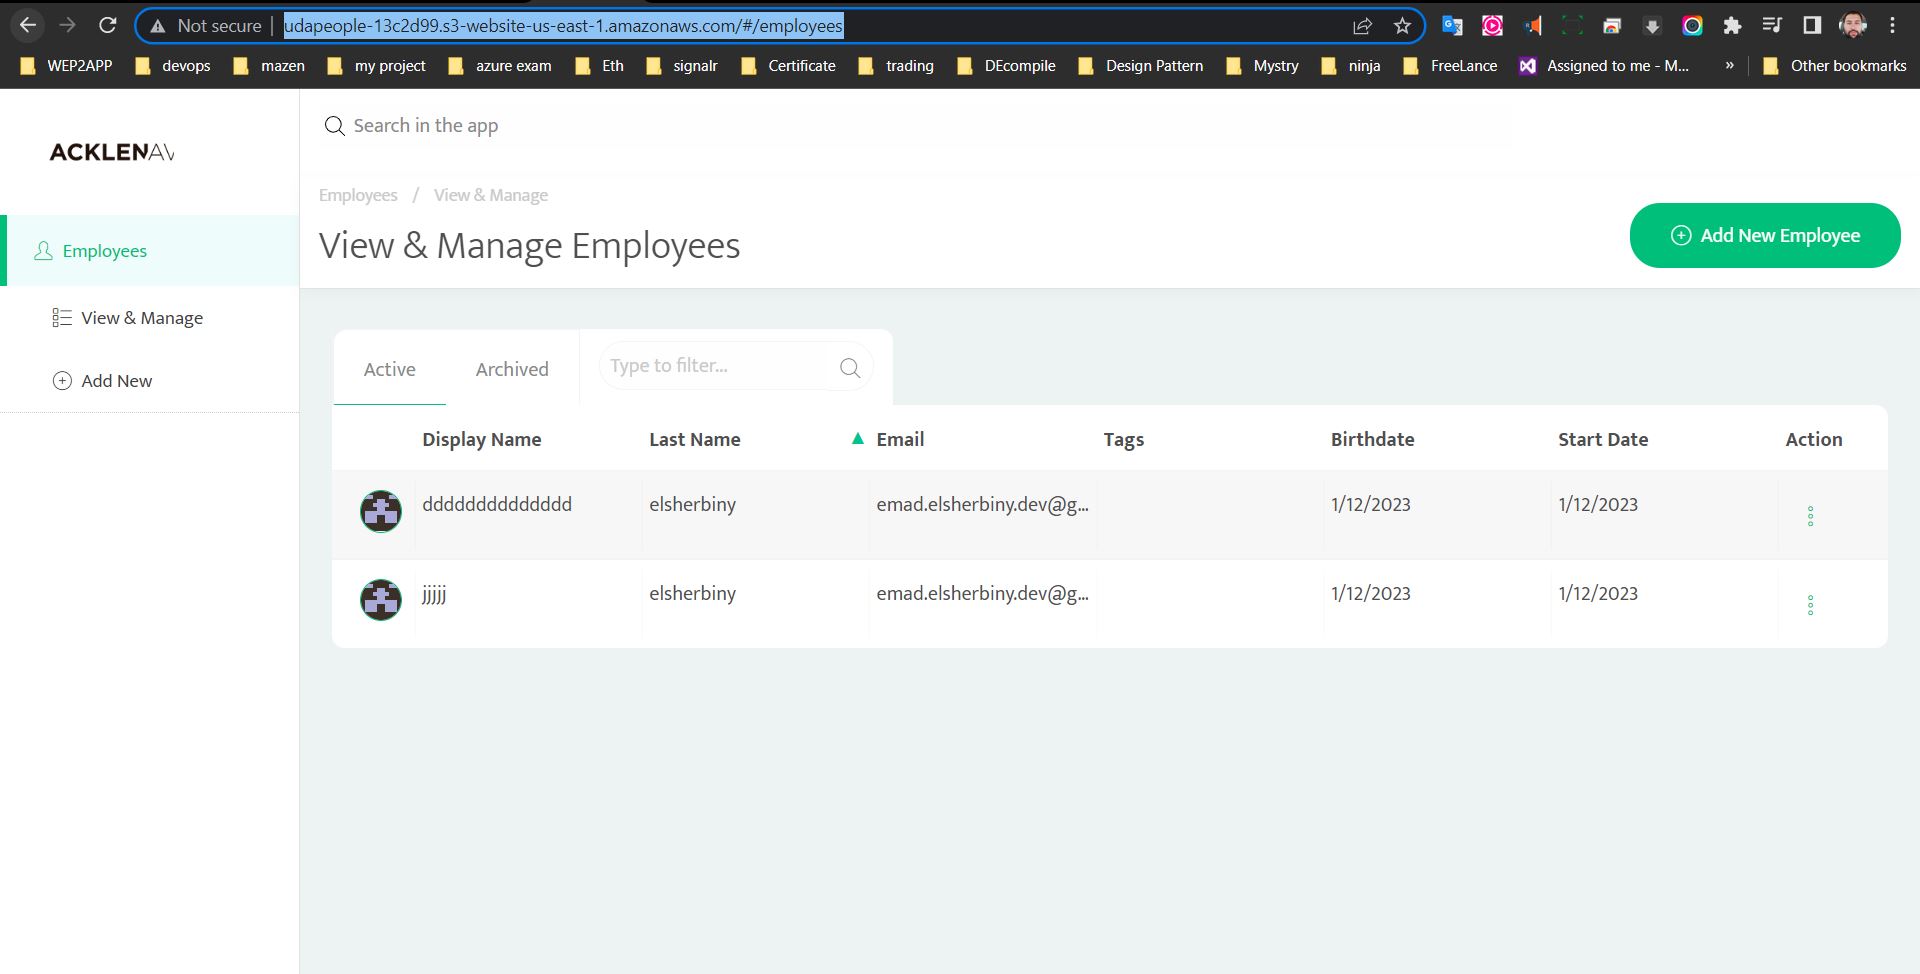 Not secure | udapeople-13c2d99.s3-website-us-east-1.amazonaws.com/#/employees
WEP2APP devops mazen my project azure exam Eth signalr Certificate trading DEcompile Design Pattern Mystry ninja FreeLance Assigned to me - M... » Other bookmarks
Search in the app
ACKLENAV
Employees / View & Manage
View & Manage Employees
Add New Employee
Employees
View & Manage
Add New
Active Archived Type to filter...
Display Name Last Name Email Tags Birthdate Start Date Action
dddddddddddddd elsherbiny emad.elsherbiny.dev@g... 1/12/2023 1/12/2023
jjjjj elsherbiny emad.elsherbiny.dev@g... 1/12/2023 1/12/2023